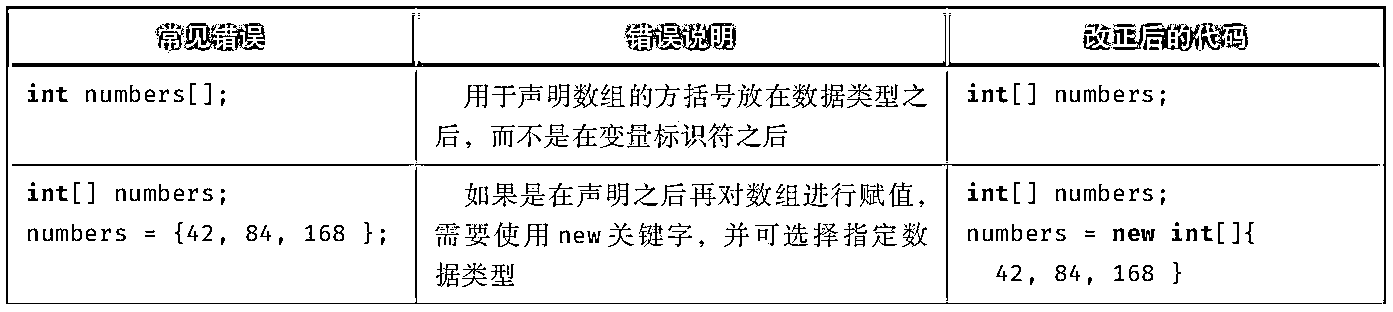 常见错误
错误说明
改正后的代码
int numbers[];
用于声明数组的方括号放在数据类型之
后，而不是在变量标识符之后
int[] numbers;
int[] numbers;
numbers = {42, 84, 168 };
如果是在声明之后再对数组进行赋值，
需要使用new关键字，并可选择指定数
据类型
int[] numbers;
numbers = new int[]{
42, 84, 168 }